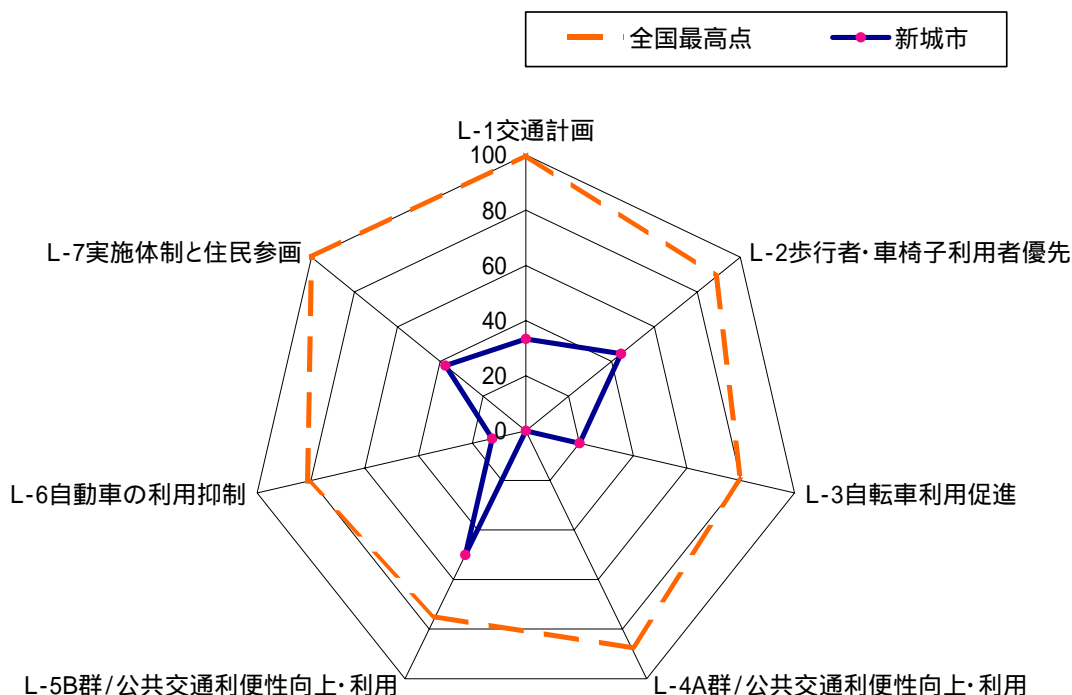 全国最高点
新城市
L-1交通計画
100
80
60
40
20
0
L-2歩行者・車椅子利用者優先
L-3自転車利用促進
L-4A群/公共交通利便性向上・利用
L-5B群/公共交通利便性向上・利用
L-6自動車の利用抑制
L-7実施体制と住民参画